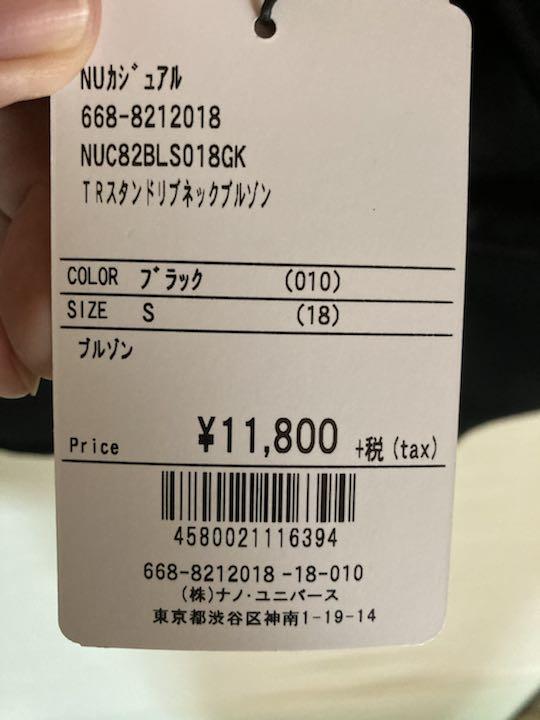 NUｶｼﾞｭｱﾙ
668-8212018
NUC82BLS018GK
TRスタンドリブネックブルゾン
COLOR ﾌﾞﾗｯｸ (010)
SIZE S (18)
ブルゾン
Price ¥11,800 +税(tax)
4580021116394
668-8212018-18-010
(株)ナノ・ユニバース
東京都渋谷区神南1-19-14